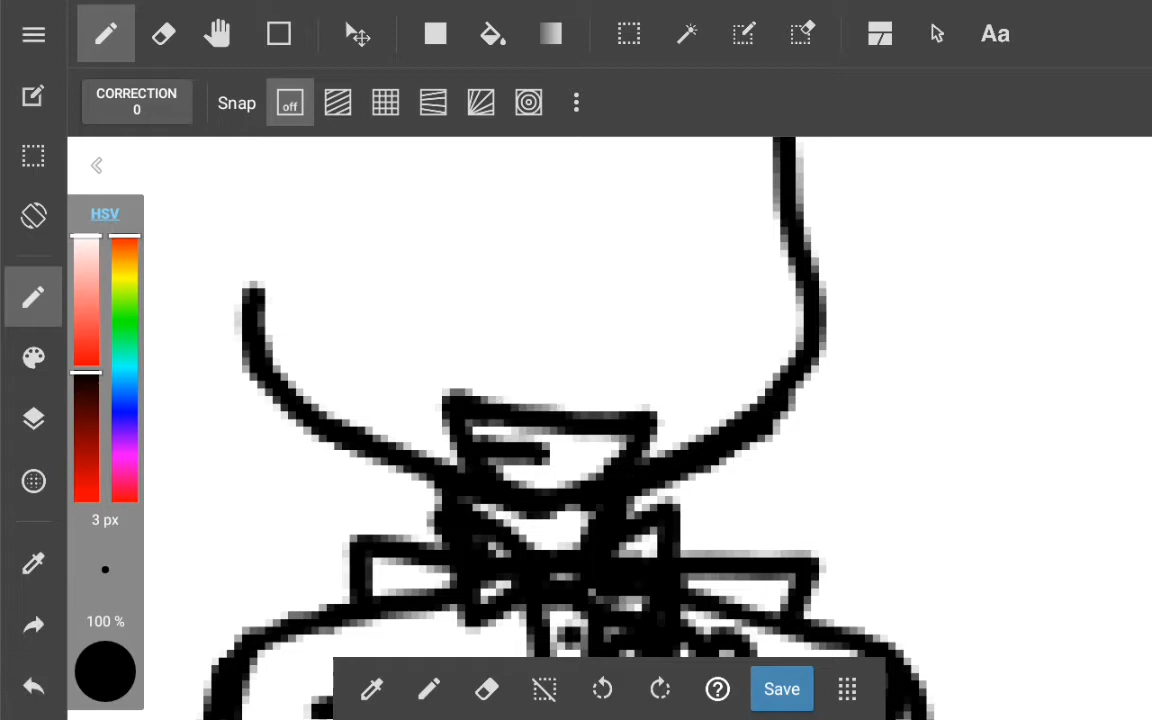 Aa
CORRECTION
0
Snap
off
HSV
3 px
100 %
Save